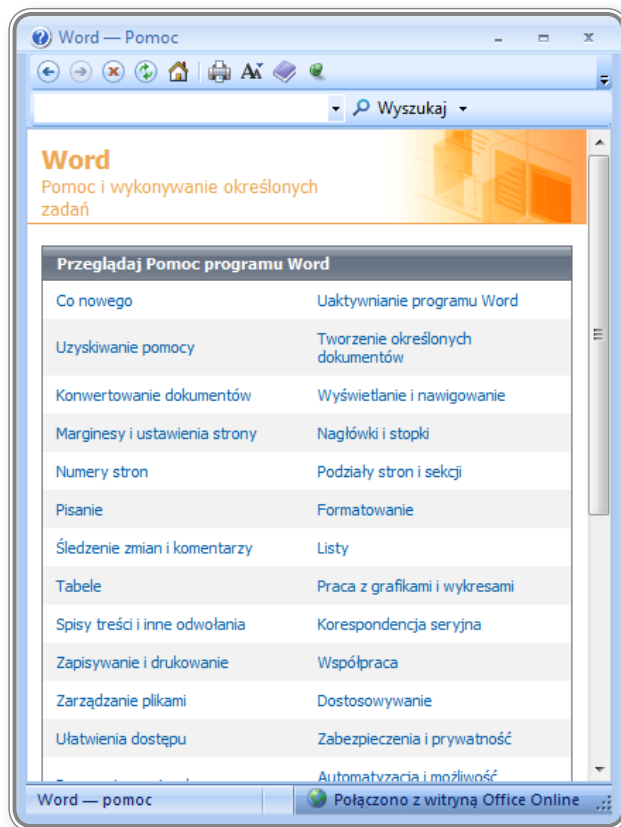 Word — Pomoc
Wyszukaj
Word
Pomoc i wykonywanie określonych
zadań
Przeglądaj Pomoc programu Word
Co nowego
Uaktywnianie programu Word
Uzyskiwanie pomocy
Tworzenie określonych
dokumentów
Konwertowanie dokumentów
Wyświetlanie i nawigowanie
Marginesy i ustawienia strony
Nagłówki i stopki
Numery stron
Podziały stron i sekcji
Pisanie
Formatowanie
Śledzenie zmian i komentarzy
Listy
Tabele
Praca z grafikami i wykresami
Spisy treści i inne odwołania
Korespondencja seryjna
Zapisywanie i drukowanie
Współpraca
Zarządzanie plikami
Dostosowywanie
Ułatwienia dostępu
Zabezpieczenia i prywatność
Automatyzacja i możliwość
Word — pomoc
Połączono z witryną Office Online